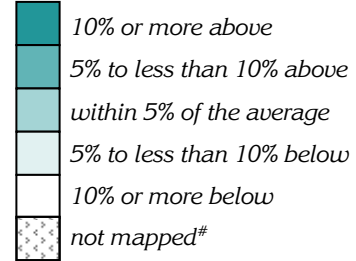 10% or more above
5% to less than 10% above
within 5% of the average
5% to less than 10% below
10% or more below
not mapped#